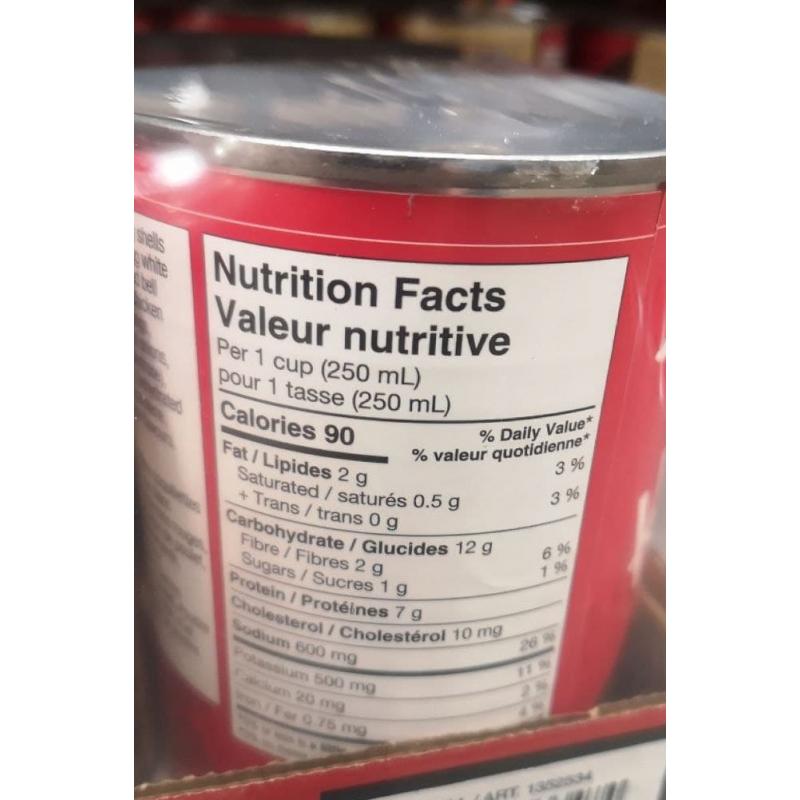 shells
white
bell
Nutrition Facts
Valeur nutritive
Per 1 cup (250 mL)
pour 1 tasse (250 mL)
Calories 90
% Daily Value*
% valeur quotidienne*
Fat / Lipides 2 g 3 %
Saturated / saturés 0.5 g
+ Trans / trans 0 g 3 %
Carbohydrate / Glucides 12 g
Fibre / Fibres 2 g 6 %
Sugars / Sucres 1 g 1 %
Protein / Protéines 7 g
Cholesterol / Cholestérol 10 mg
Sodium 600 mg 26 %
Potassium 500 mg 11 %
Calcium 20 mg 2 %
Iron / Fer 0.75 mg 4 %
/ART. 1352534